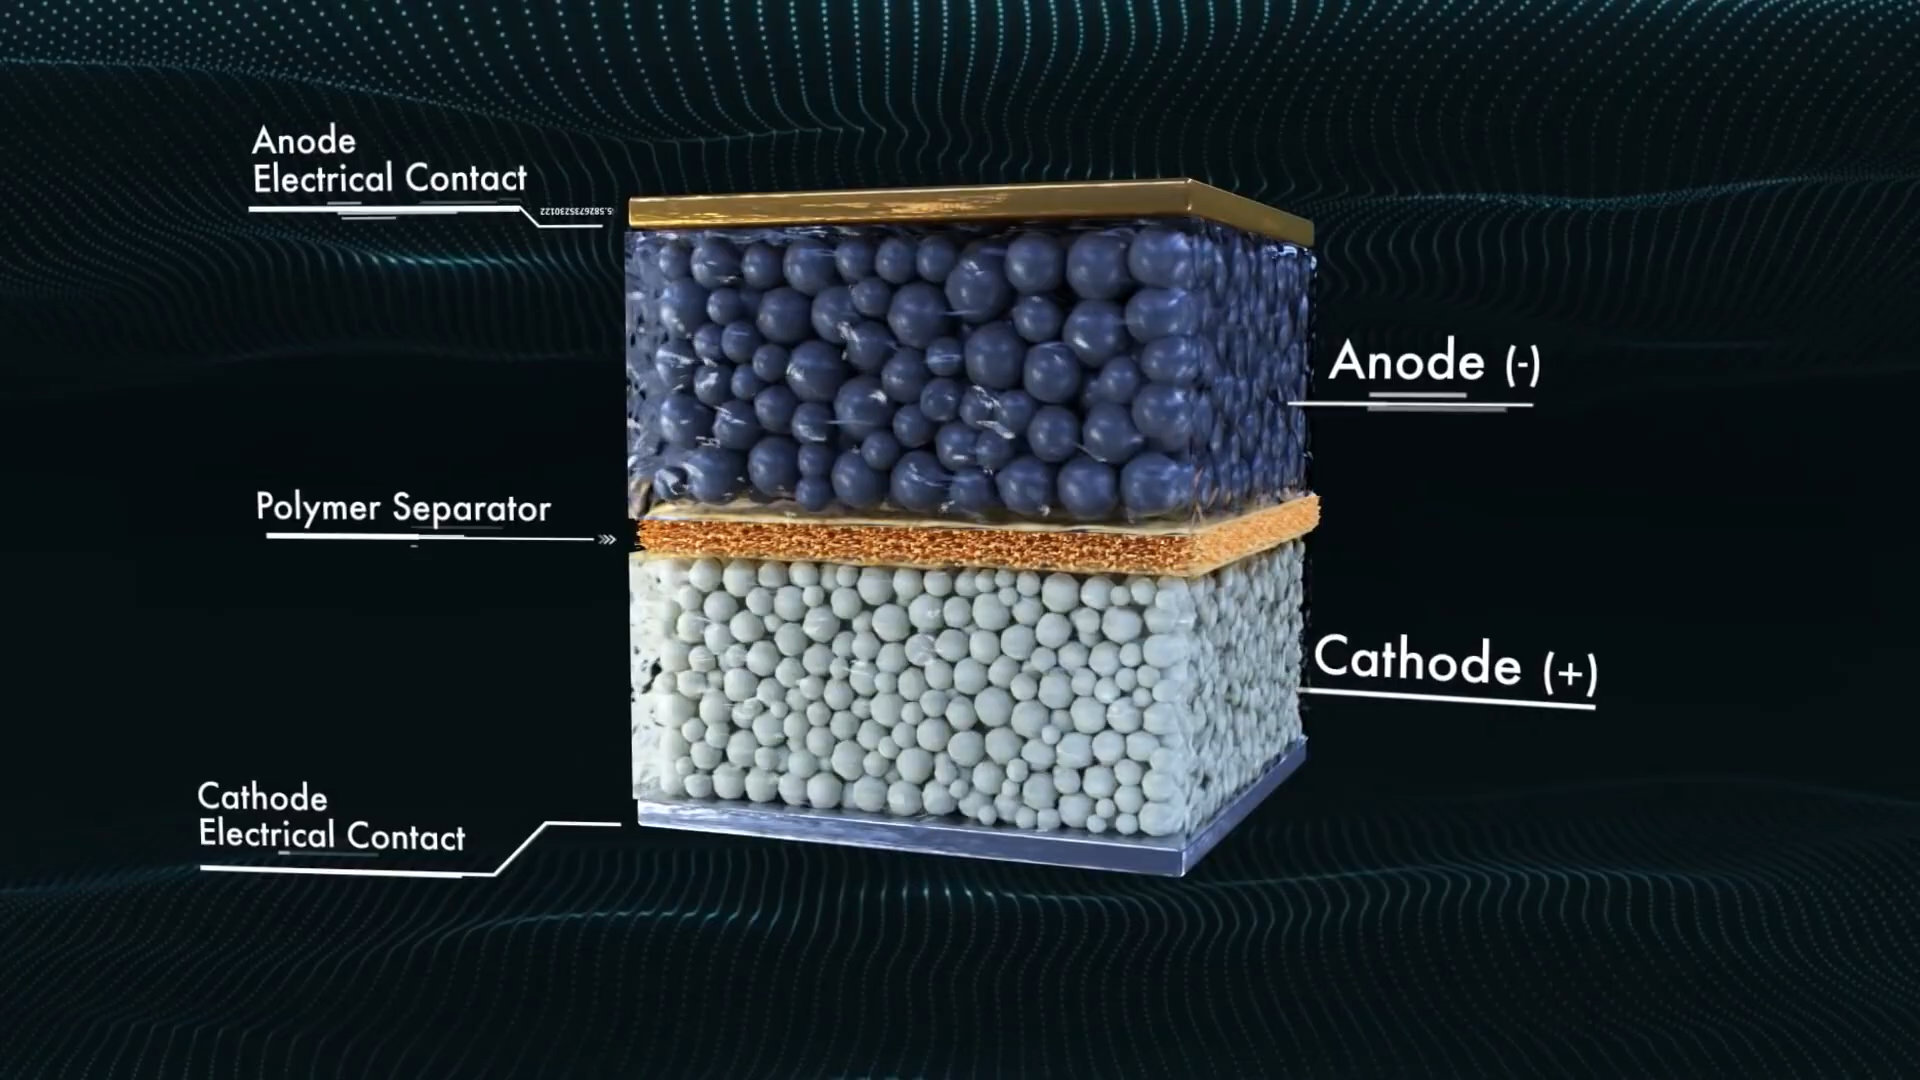 Anode
Electrical Contact
Anode (-)
Polymer Separator
Cathode (+)
Cathode
Electrical Contact